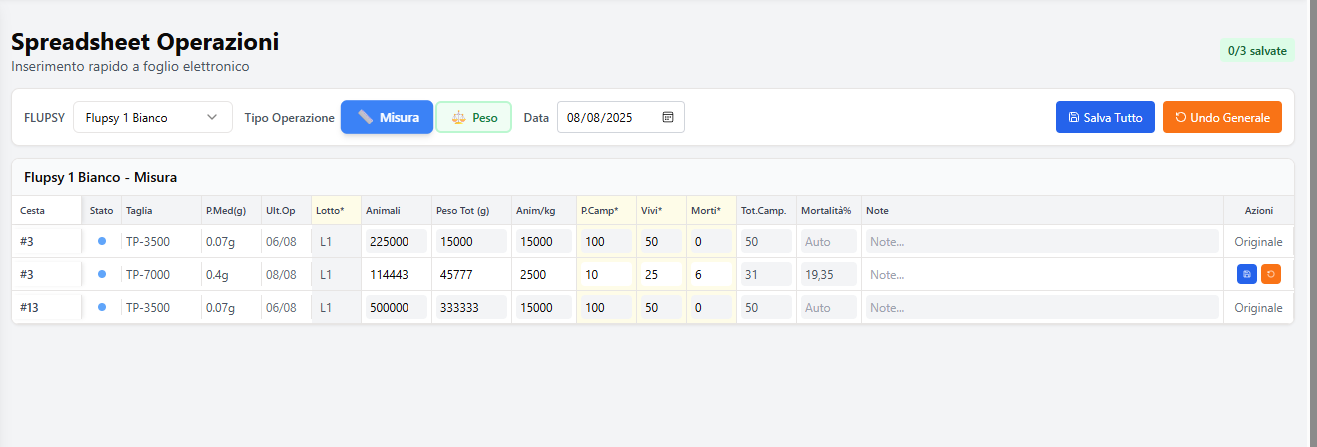 Spreadsheet Operazioni
Inserimento rapido a foglio elettronico
0/3 salvate
FLUPSY Flupsy 1 Bianco Tipo Operazione Misura Peso Data 08/08/2025 Salva Tutto Undo Generale
Flupsy 1 Bianco - Misura
Cesta Stato Taglia P.Med(g) Ult.Op Lotto* Animali Peso Tot (g) Anim/kg P.Camp* Vivi* Morti* Tot.Camp. Mortalità% Note Azioni
#3 TP-3500 0.07g 06/08 L1 225000 15000 15000 100 50 0 50 Auto Note... Originale
#3 TP-7000 0.4g 08/08 L1 114443 45777 2500 10 25 6 31 19,35 Note...
#13 TP-3500 0.07g 06/08 L1 500000 333333 15000 100 50 0 50 Auto Note... Originale